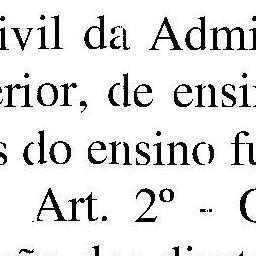 ivil da Admi
erior, de ensi
s do ensino fu
Art. 2º -